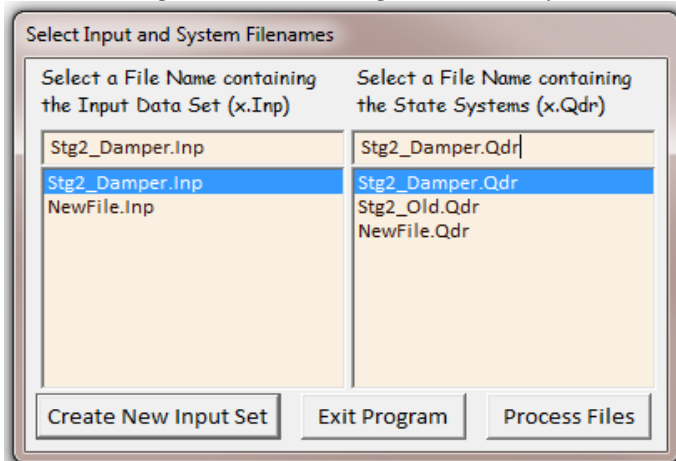 Select Input and System Filenames
Select a File Name containing
the Input Data Set (x.Inp)
Select a File Name containing
the State Systems (x.Qdr)
Stg2_Damper.Inp
Stg2_Damper.Qdr
Stg2_Damper.Inp
NewFile.Inp
Stg2_Damper.Qdr
Stg2_Old.Qdr
NewFile.Qdr
Create New Input Set
Exit Program
Process Files